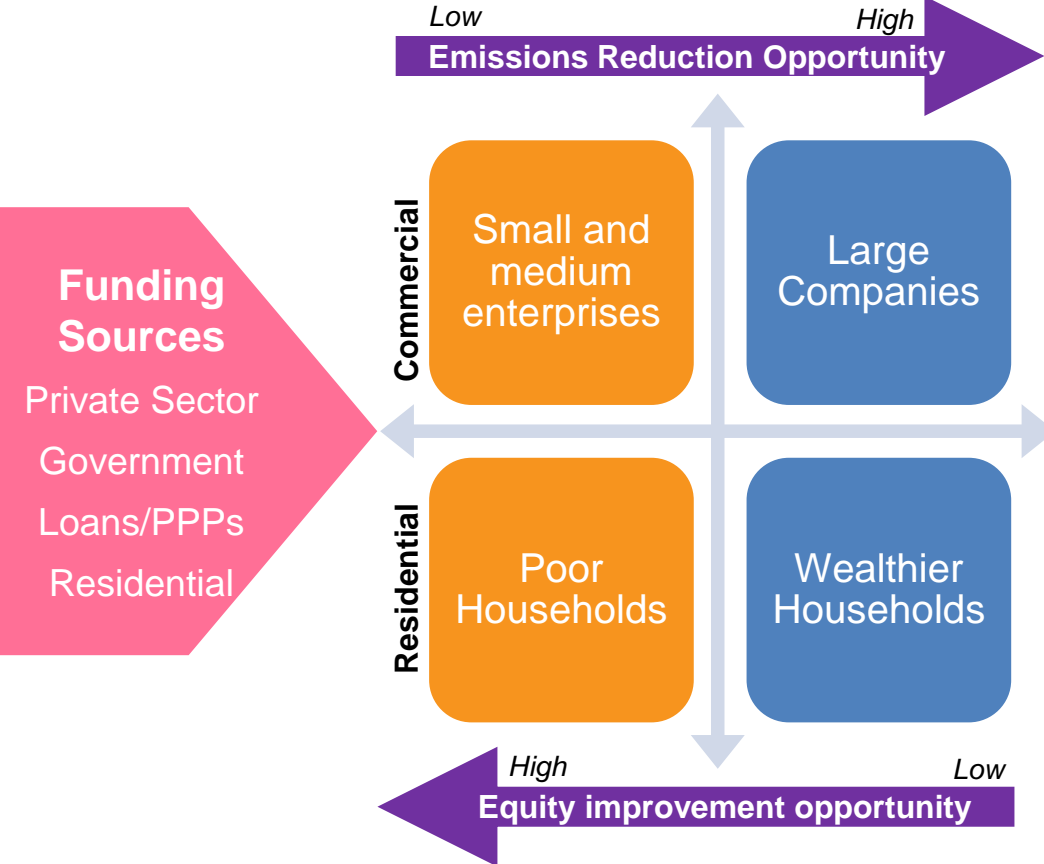 Low
High
Emissions Reduction Opportunity
Funding
Sources
Private Sector
Government
Loans/PPPs
Residential
Commercial
Small and
medium
enterprises
Large
Companies
Residential
Poor
Households
Wealthier
Households
High
Low
Equity improvement opportunity